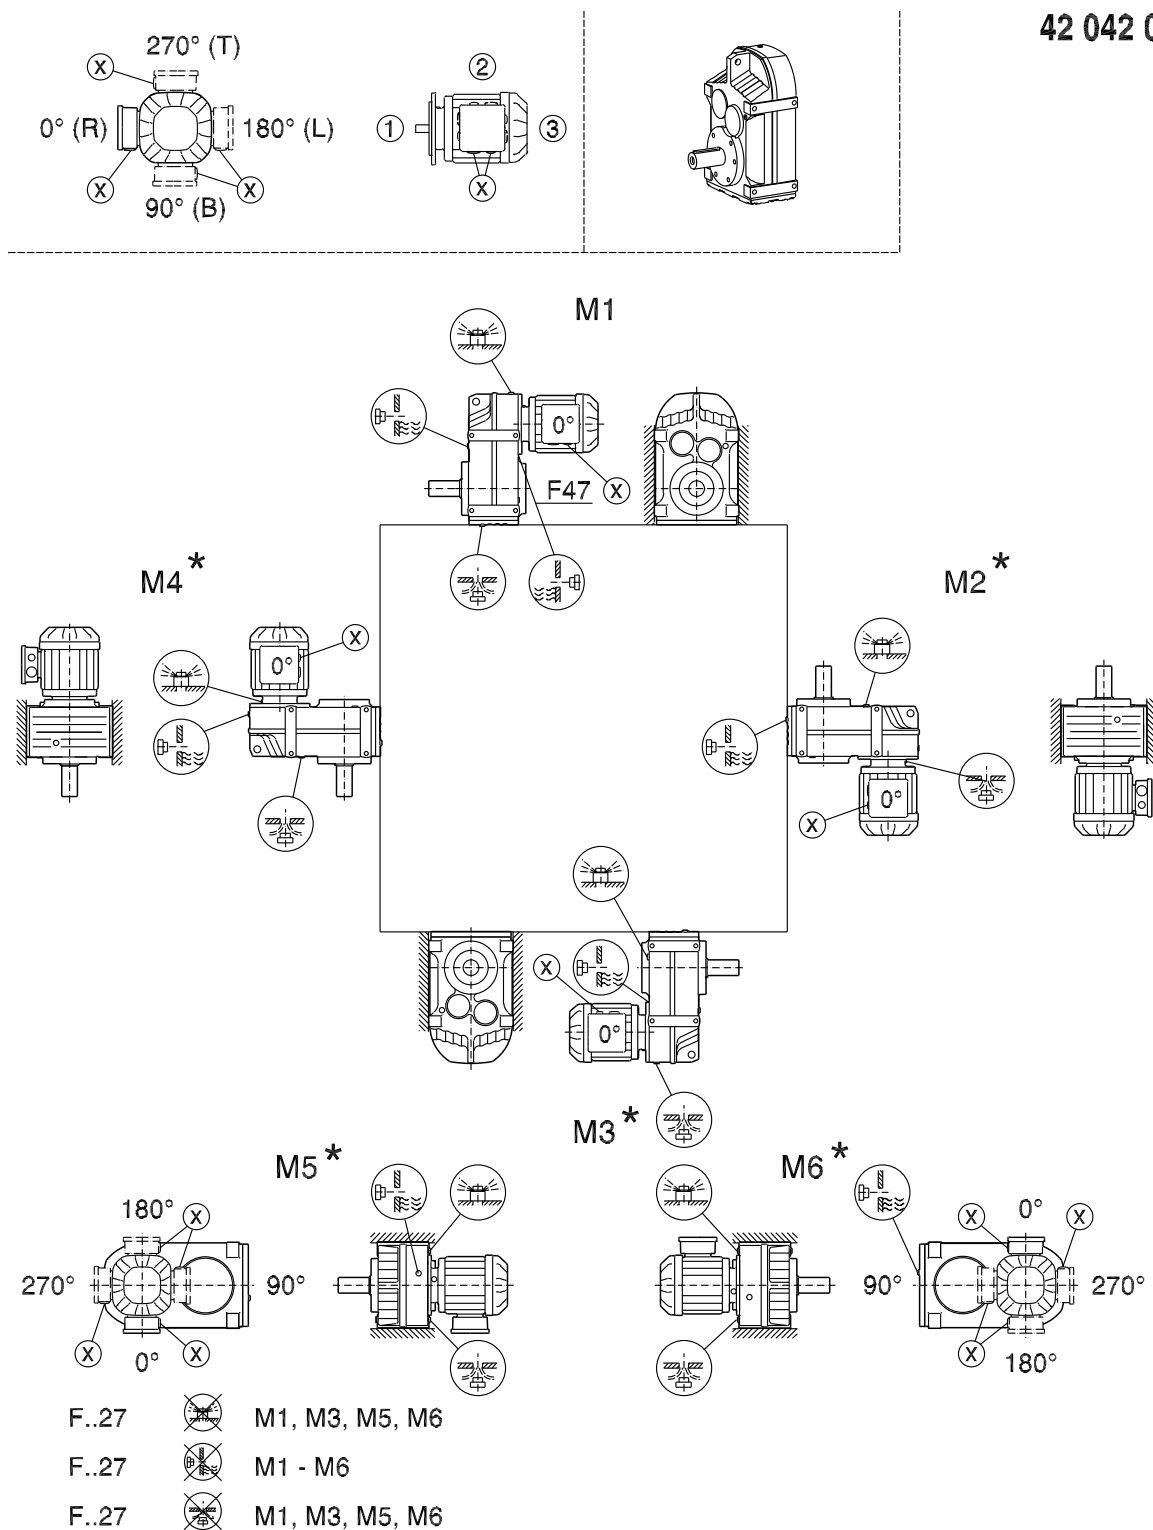 42 042 0
270° (T)
X
0° (R)
180° (L)
X
X
90° (B)
2
1
3
X
M1
0°
F47
X
M4*
M2*
X
0°
X
0°
X
0°
M3*
M5*
M6*
180°
X
270°
90°
X
0°
X
0°
X
X
90°
270°
X
180°
F..27 M1, M3, M5, M6
F..27 M1 - M6
F..27 M1, M3, M5, M6